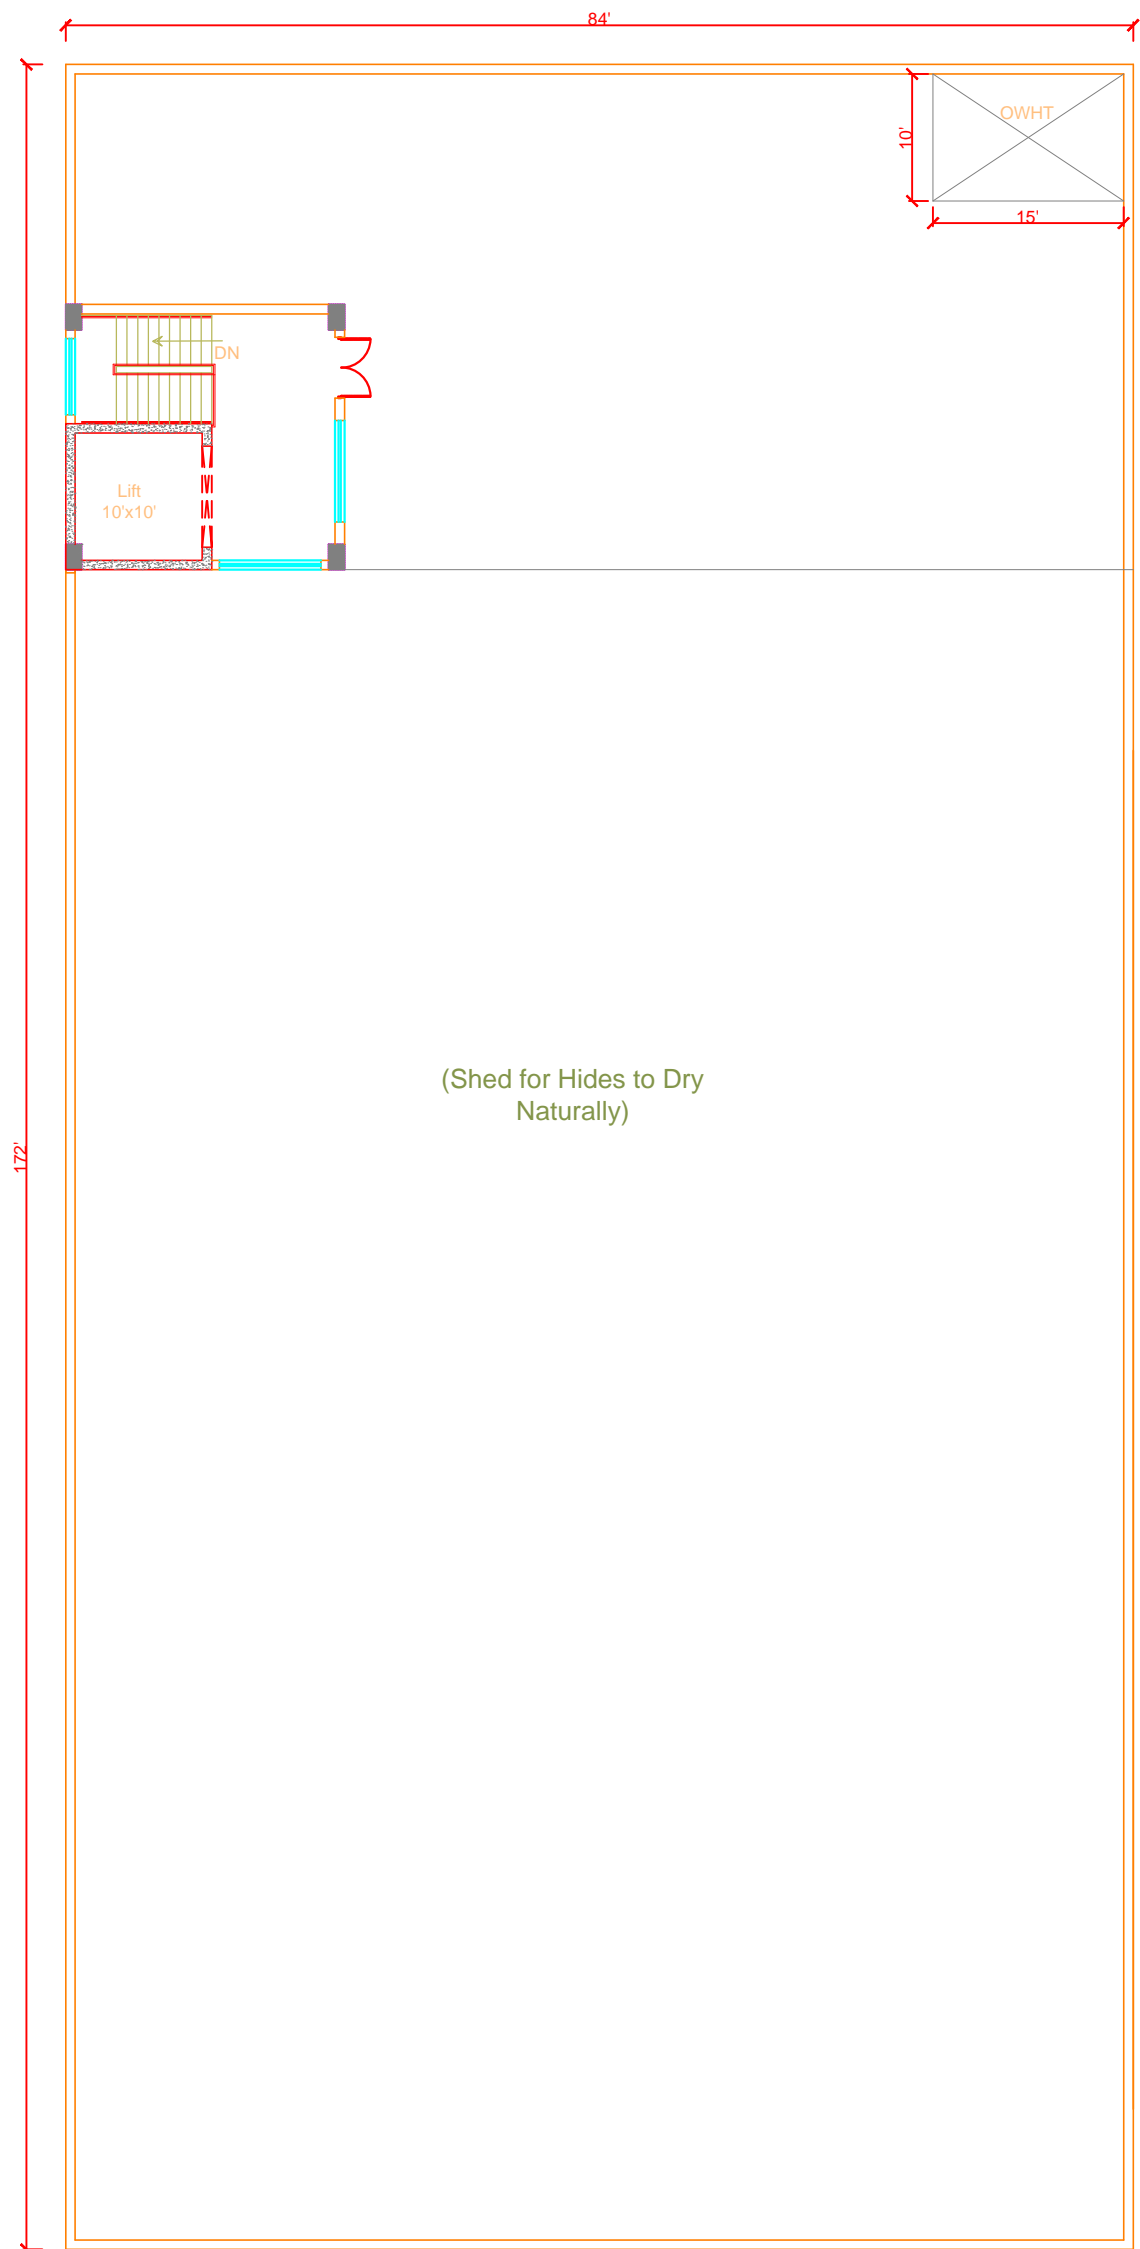 84'
OWHT
10'
15'
DN
Lift
10'x10'
(Shed for Hides to Dry
Naturally)
172'